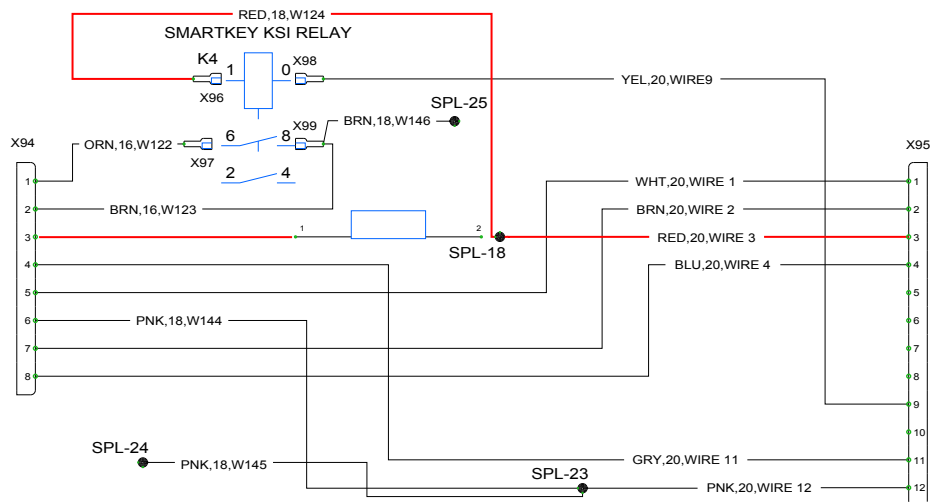 RED,18,W124
SMARTKEY KSI RELAY
K4 1 0 X98
X96
YEL,20,WIRE9
SPL-25
BRN,18,W146
X94 ORN,16,W122 6 8 X99 X95
X97
2 4
1 WHT,20,WIRE 1 1
2 BRN,16,W123 BRN,20,WIRE 2 2
3 1 2 RED,20,WIRE 3 3
SPL-18
4 BLU,20,WIRE 4 4
5 5
6 PNK,18,W144 6
7 7
8 8
9
10
SPL-24
PNK,18,W145
GRY,20,WIRE 11 11
SPL-23
PNK,20,WIRE 12 12